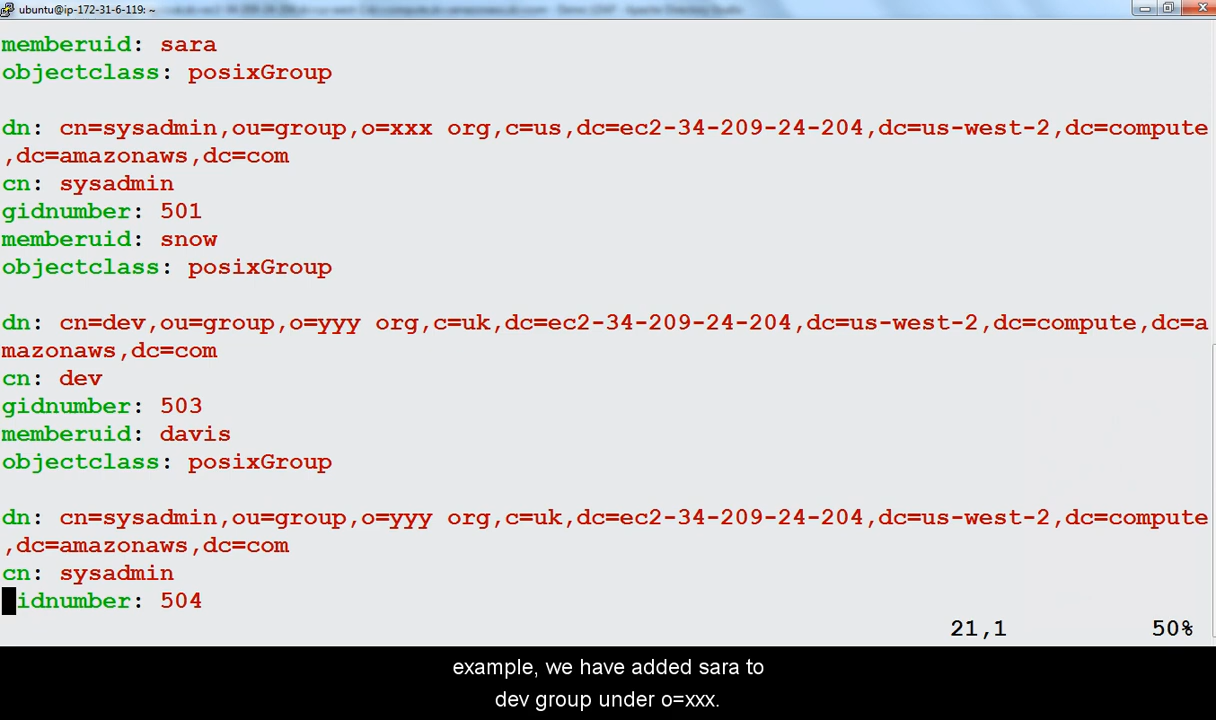 ubuntu@ip-172-31-6-119: ~
memberuid: sara
objectclass: posixGroup
dn: cn=sysadmin,ou=group,o=xxx org,c=us,dc=ec2-34-209-24-204,dc=us-west-2,dc=compute
,dc=amazonaws,dc=com
cn: sysadmin
gidnumber: 501
memberuid: snow
objectclass: posixGroup
dn: cn=dev,ou=group,o=yyy org,c=uk,dc=ec2-34-209-24-204,dc=us-west-2,dc=compute,dc=a
mazonaws,dc=com
cn: dev
gidnumber: 503
memberuid: davis
objectclass: posixGroup
dn: cn=sysadmin,ou=group,o=yyy org,c=uk,dc=ec2-34-209-24-204,dc=us-west-2,dc=compute
,dc=amazonaws,dc=com
cn: sysadmin
idnumber: 504
21,1 50%
example, we have added sara to
dev group under o=xxx.